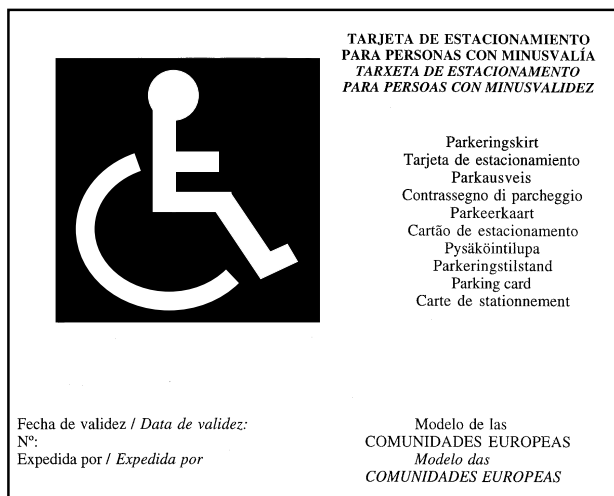 TARJETA DE ESTACIONAMIENTO
PARA PERSONAS CON MINUSVALÍA
TARXETA DE ESTACIONAMENTO
PARA PERSOAS CON MINUSVALIDEZ
Parkeringskirt
Tarjeta de estacionamiento
Parkausveis
Contrassegno di parcheggio
Parkeerkaart
Cartão de estacionamento
Pysäköintilupa
Parkeringstilstand
Parking card
Carte de stationnement
Fecha de validez / Data de validez:
Nº:
Expedida por / Expedida por
Modelo de las
COMUNIDADES EUROPEAS
Modelo das
COMUNIDADES EUROPEAS